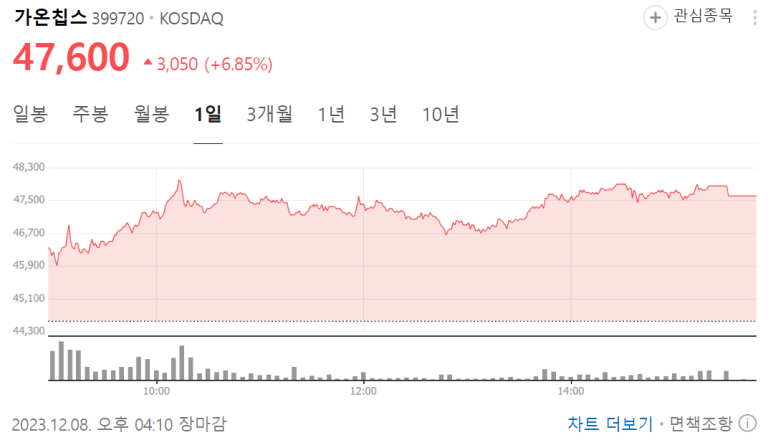 가온칩스 399720 • KOSDAQ
관심종목
47,600 ▲ 3,050 (+6.85%)
일봉 주봉 월봉 1일 3개월 1년 3년 10년
48,300
47,500
46,700
45,900
45,100
44,300
10:00 12:00 14:00
2023.12.08. 오후 04:10 장마감
차트 더보기 • 면책조항 ⓘ